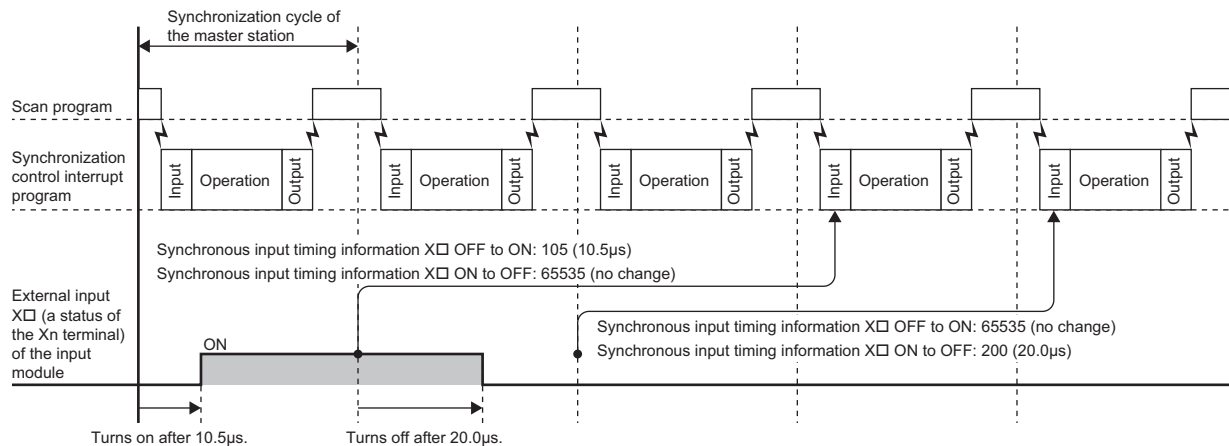 Synchronization cycle of
the master station
Scan program
Synchronization
control interrupt
program
Input
Operation
Output
Input
Operation
Output
Input
Operation
Output
Input
Operation
Output
Input
Operation
Output
Synchronous input timing information X□ OFF to ON: 105 (10.5μs)
Synchronous input timing information X□ ON to OFF: 65535 (no change)
External input
X□ (a status of
the Xn terminal)
of the input
module
ON
Synchronous input timing information X□ OFF to ON: 65535 (no change)
Synchronous input timing information X□ ON to OFF: 200 (20.0μs)
Turns on after 10.5μs.
Turns off after 20.0μs.